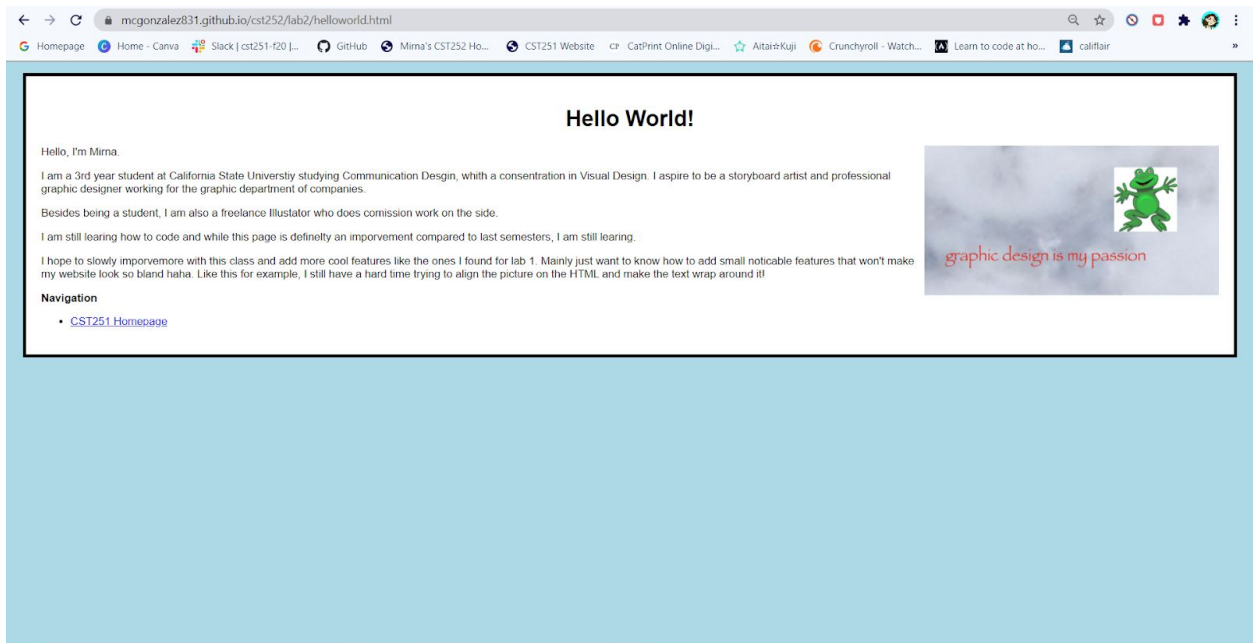 mcgonzalez831.github.io/cst252/lab2/helloworld.html
Homepage
Home - Canva
Slack | cst251-f20 |...
GitHub
Mirna's CST252 Ho...
CST251 Website
CP CatPrint Online Digi...
Aitai☆Kuji
Crunchyroll - Watch...
Learn to code at ho...
califlair
»
Hello World!
Hello, I'm Mirna.
I am a 3rd year student at California State Universtiy studying Communication Desgin, whith a consentration in Visual Design. I aspire to be a storyboard artist and professional
graphic designer working for the graphic department of companies.
Besides being a student, I am also a freelance Illustator who does comission work on the side.
I am still learing how to code and while this page is definelty an imporvement compared to last semesters, I am still learing.
I hope to slowly imporvemore with this class and add more cool features like the ones I found for lab 1. Mainly just want to know how to add small noticable features that won't make
my website look so bland haha. Like this for example, I still have a hard time trying to align the picture on the HTML and make the text wrap around it!
graphic design is my passion
Navigation
• CST251 Homepage